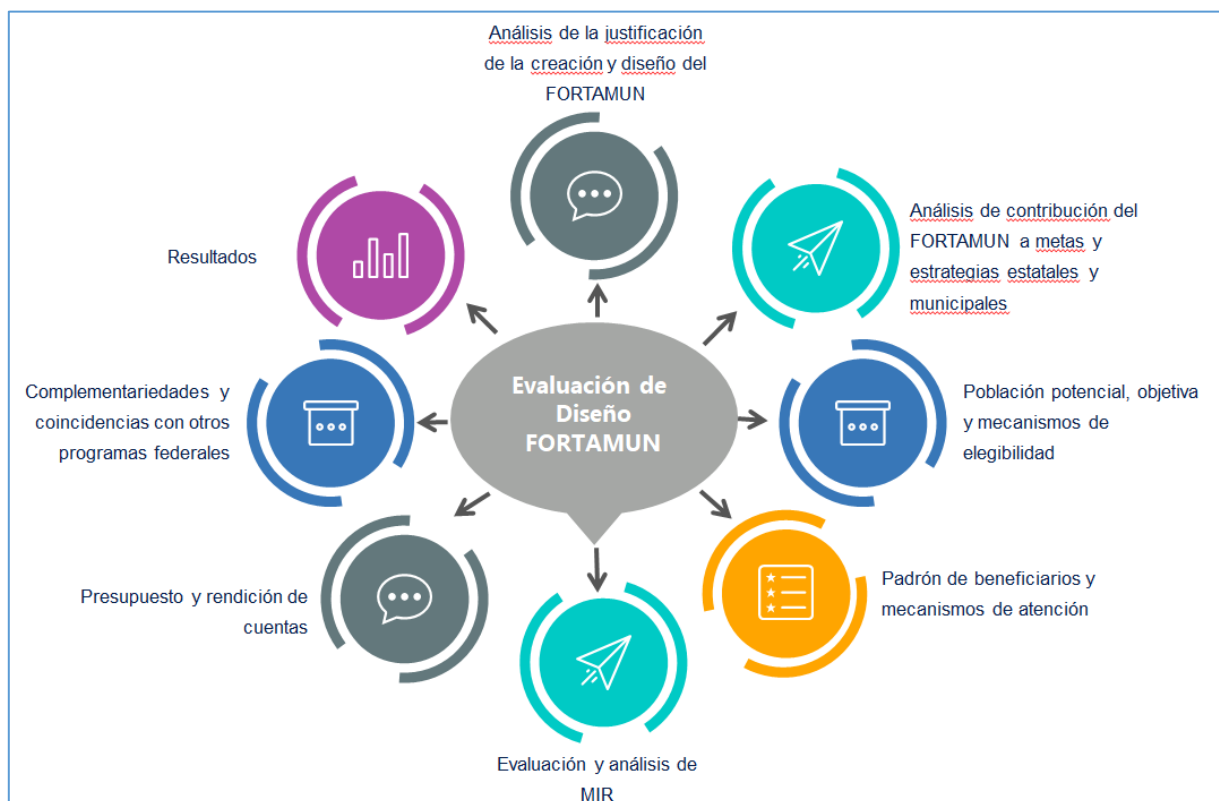 Análisis de la justificación
de la creación y diseño del
FORTAMUN
Análisis de contribución del
FORTAMUN a metas y
estrategias estatales y
municipales
Resultados
Evaluación de
Diseño
FORTAMUN
Complementariedades y
coincidencias con otros
programas federales
Población potencial, objetiva
y mecanismos de
elegibilidad
Padrón de beneficiarios y
mecanismos de atención
Presupuesto y rendición de
cuentas
Evaluación y análisis de
MIR